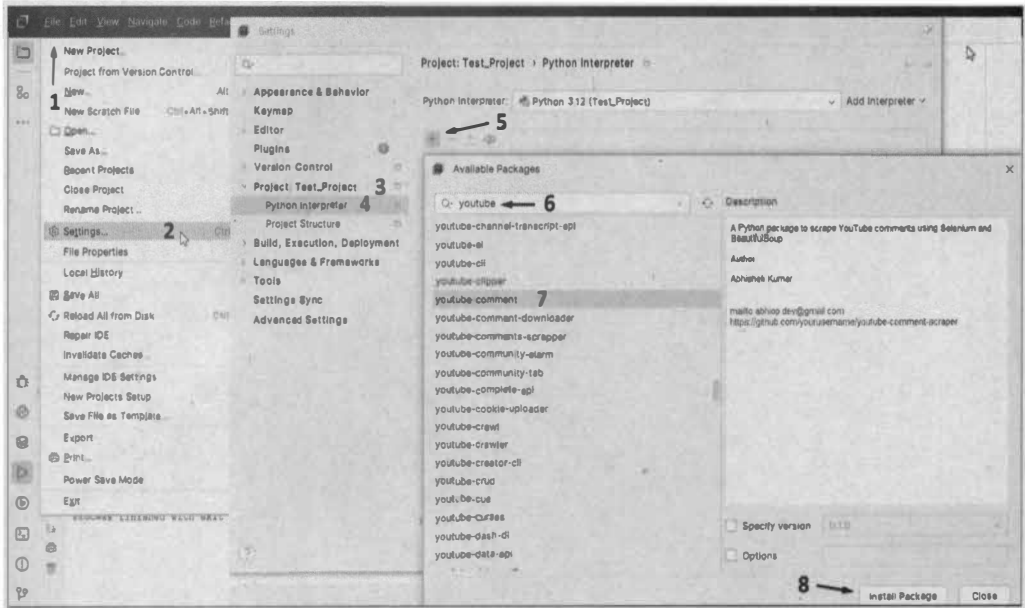 File Edit View Navigate Code Refa
New Project...
Project from Version Control...
New... Alt
1
New Scratch File Ctrl+Alt+Shift
Open...
Save As...
Recent Projects
Close Project
Rename Project...
Settings... 2 Ctrl
File Properties
Local History
Save All
Reload All from Disk Ctrl
Repair IDE
Invalidate Caches...
Manage IDE Settings
New Projects Setup
Save File as Template...
Export
Print...
Power Save Mode
Exit
Settings
Appearance & Behavior
Keymap
Editor
Plugins
Version Control
Project: Test_Project 3
Python Interpreter 4
Project Structure
Build, Execution, Deployment
Languages & Frameworks
Tools
Settings Sync
Advanced Settings
Project: Test_Project › Python Interpreter
Python Interpreter: Python 3.12 (Test_Project) Add Interpreter
5
Available Packages
youtube 6
youtube-channel-transcript-api
youtube-cli
youtube-clipper
youtube-comment 7
youtube-comment-downloader
youtube-comments-scrapper
youtube-community-alarm
youtube-community-tab
youtube-complete-api
youtube-cookie-uploader
youtube-crawl
youtube-crawler
youtube-creator-cli
youtube-crud
youtube-cue
youtube-curses
youtube-dash-dl
youtube-data-api
Description
A Python package to scrape YouTube comments using Selenium and
BeautifulSoup
Author
Abhishek Kumar
https://github.com/yourusername/youtube-comment-scraper
Specify version
Options
8 Install Package Close